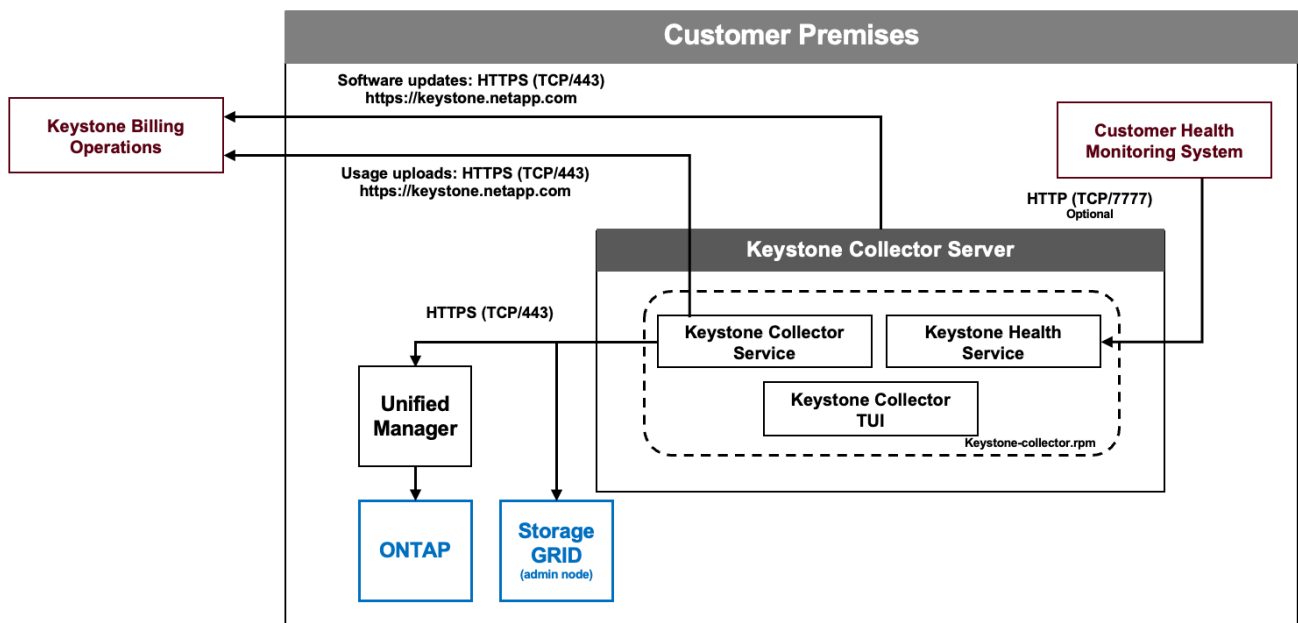 Customer Premises
Software updates: HTTPS (TCP/443)
https://keystone.netapp.com
Keystone Billing
Operations
Customer Health
Monitoring System
Usage uploads: HTTPS (TCP/443)
https://keystone.netapp.com
HTTP (TCP/7777)
Optional
Keystone Collector Server
HTTPS (TCP/443)
Keystone Collector
Service
Keystone Health
Service
Unified
Manager
Keystone Collector
TUI
Keystone-collector.rpm
ONTAP
Storage
GRID
(admin node)